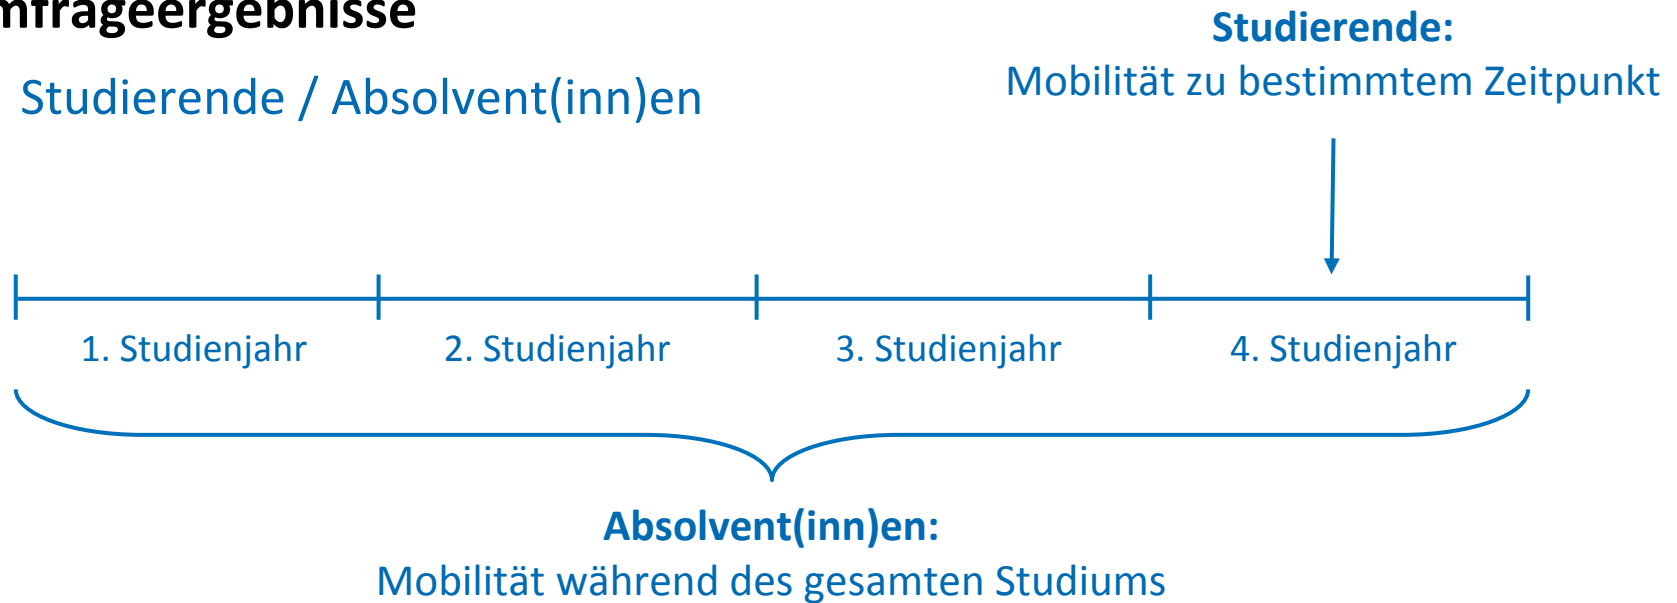 mfrageergebnisse
Studierende / Absolvent(inn)en
Studierende:
Mobilität zu bestimmtem Zeitpunkt
1. Studienjahr
2. Studienjahr
3. Studienjahr
4. Studienjahr
Absolvent(inn)en:
Mobilität während des gesamten Studiums